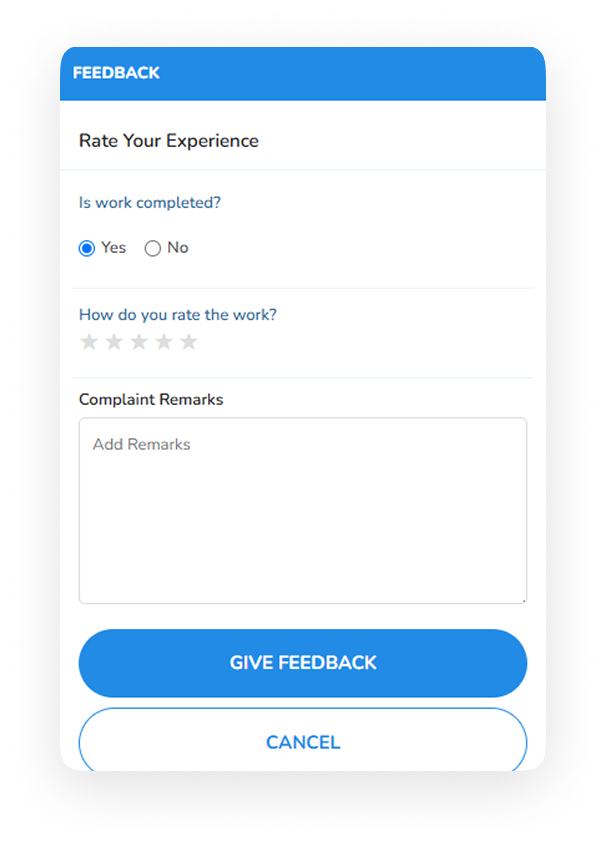 FEEDBACK
Rate Your Experience
Is work completed?
Yes No
How do you rate the work?
Complaint Remarks
Add Remarks
GIVE FEEDBACK
CANCEL